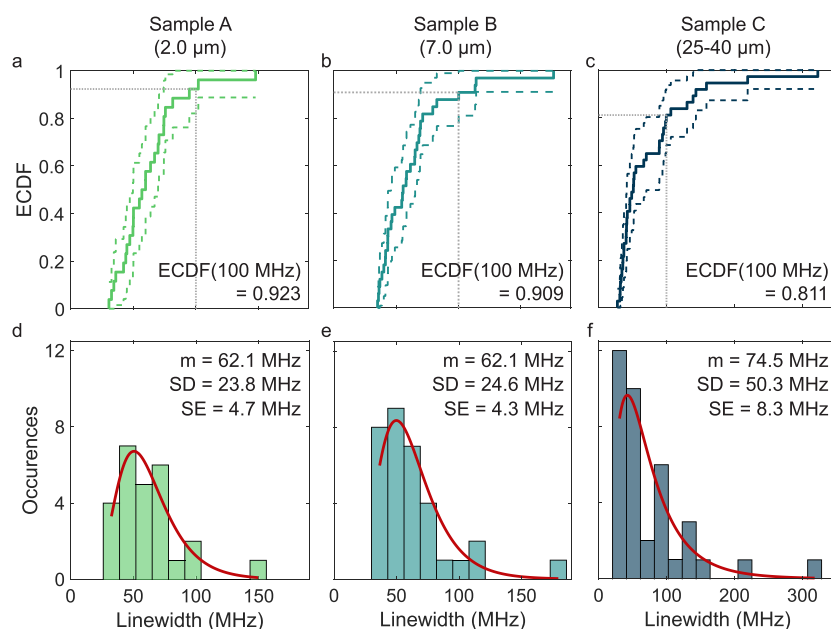 Sample A
(2.0 µm)
Sample B
(7.0 µm)
Sample C
(25-40 µm)
a
b
c
1
0.8
0.6
0.4
0.2
0
ECDF
ECDF(100 MHz)
= 0.923
ECDF(100 MHz)
= 0.909
ECDF(100 MHz)
= 0.811
d
e
f
12
8
4
0
Occurences
m = 62.1 MHz
SD = 23.8 MHz
SE = 4.7 MHz
m = 62.1 MHz
SD = 24.6 MHz
SE = 4.3 MHz
m = 74.5 MHz
SD = 50.3 MHz
SE = 8.3 MHz
0 50 100 150
0 50 100 150
0 100 200 300
Linewidth (MHz)
Linewidth (MHz)
Linewidth (MHz)